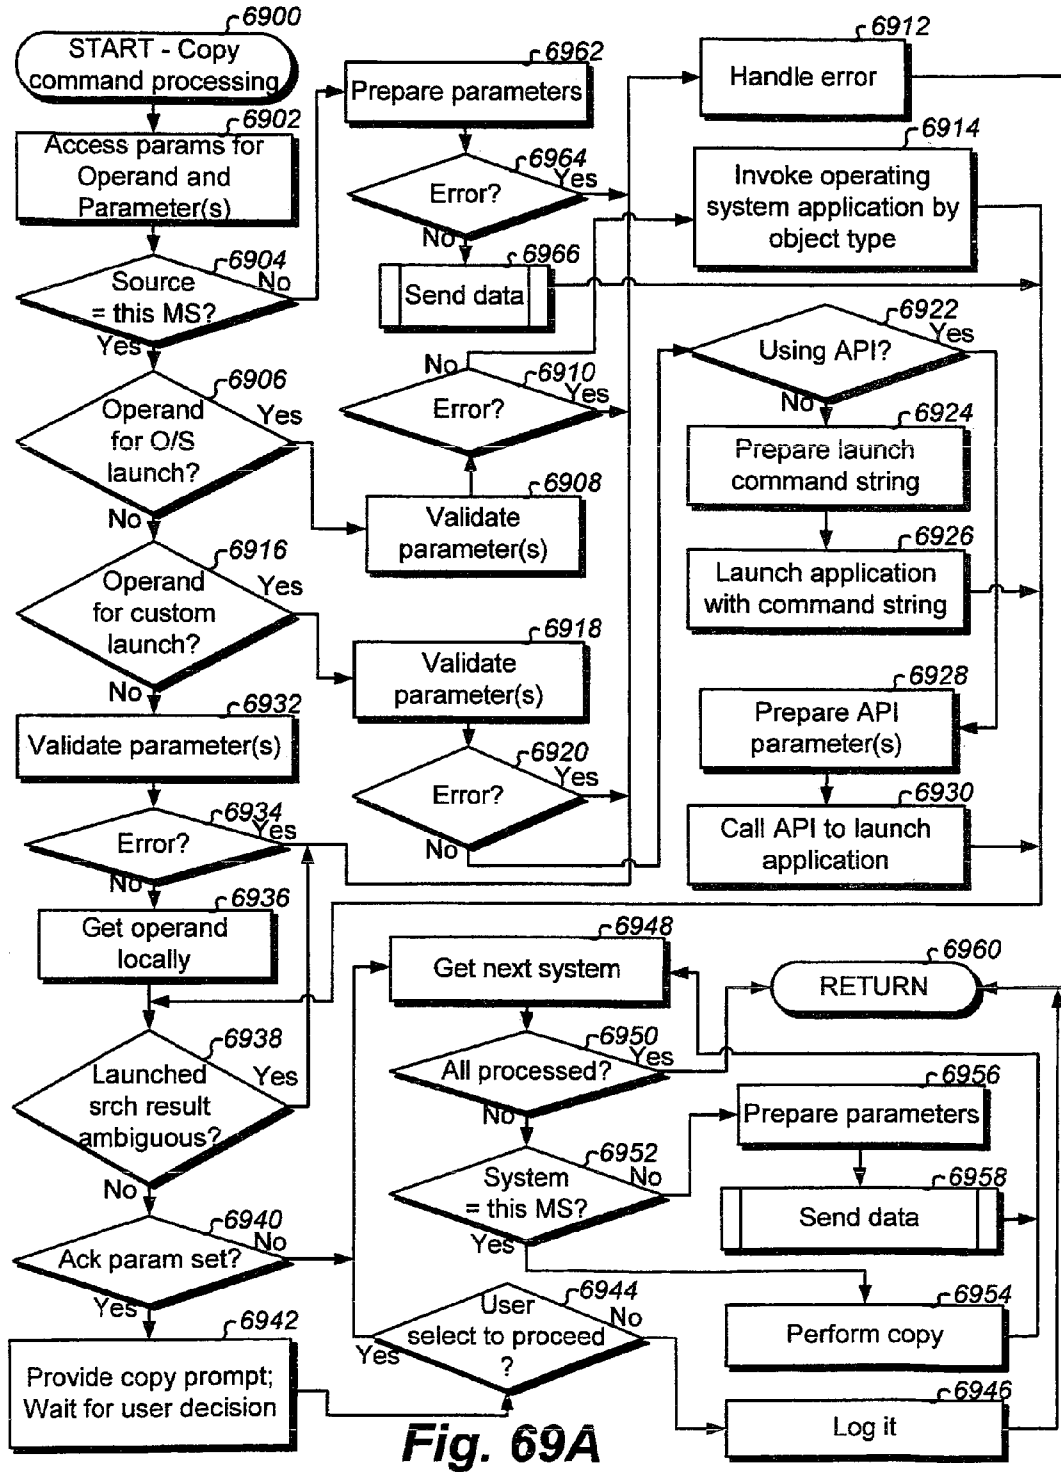 6900
START - Copy
command processing
6902
Access params for
Operand and
Parameter(s)
6904
Source
= this MS?
No
Yes
6906
Operand
for O/S
launch?
Yes
No
6916
Operand
for custom
launch?
Yes
No
6932
Validate parameter(s)
6934
Error?
Yes
No
6936
Get operand
locally
6938
Launched
srch result
ambiguous?
Yes
No
6940
Ack param set?
No
Yes
6942
Provide copy prompt;
Wait for user decision
6962
Prepare parameters
6964
Error?
Yes
No
6966
Send data
No
6910
Error?
Yes
6908
Validate
parameter(s)
6918
Validate
parameter(s)
6920
Error?
Yes
No
6912
Handle error
6914
Invoke operating
system application by
object type
6922
Using API?
Yes
No
6924
Prepare launch
command string
6926
Launch application
with command string
6928
Prepare API
parameter(s)
6930
Call API to launch
application
6948
Get next system
6950
All processed?
Yes
No
6952
System
= this MS?
No
Yes
6944
User
select to proceed
?
No
Yes
6960
RETURN
6956
Prepare parameters
6958
Send data
6954
Perform copy
6946
Log it
Fig. 69A